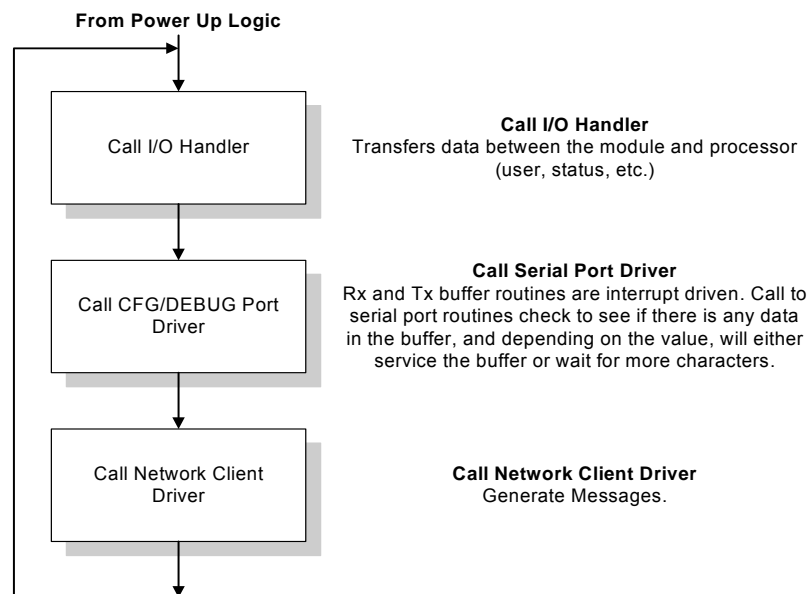 From Power Up Logic
Call I/O Handler
Call I/O Handler
Transfers data between the module and processor
(user, status, etc.)
Call CFG/DEBUG Port
Driver
Call Serial Port Driver
Rx and Tx buffer routines are interrupt driven. Call to
serial port routines check to see if there is any data
in the buffer, and depending on the value, will either
service the buffer or wait for more characters.
Call Network Client
Driver
Call Network Client Driver
Generate Messages.